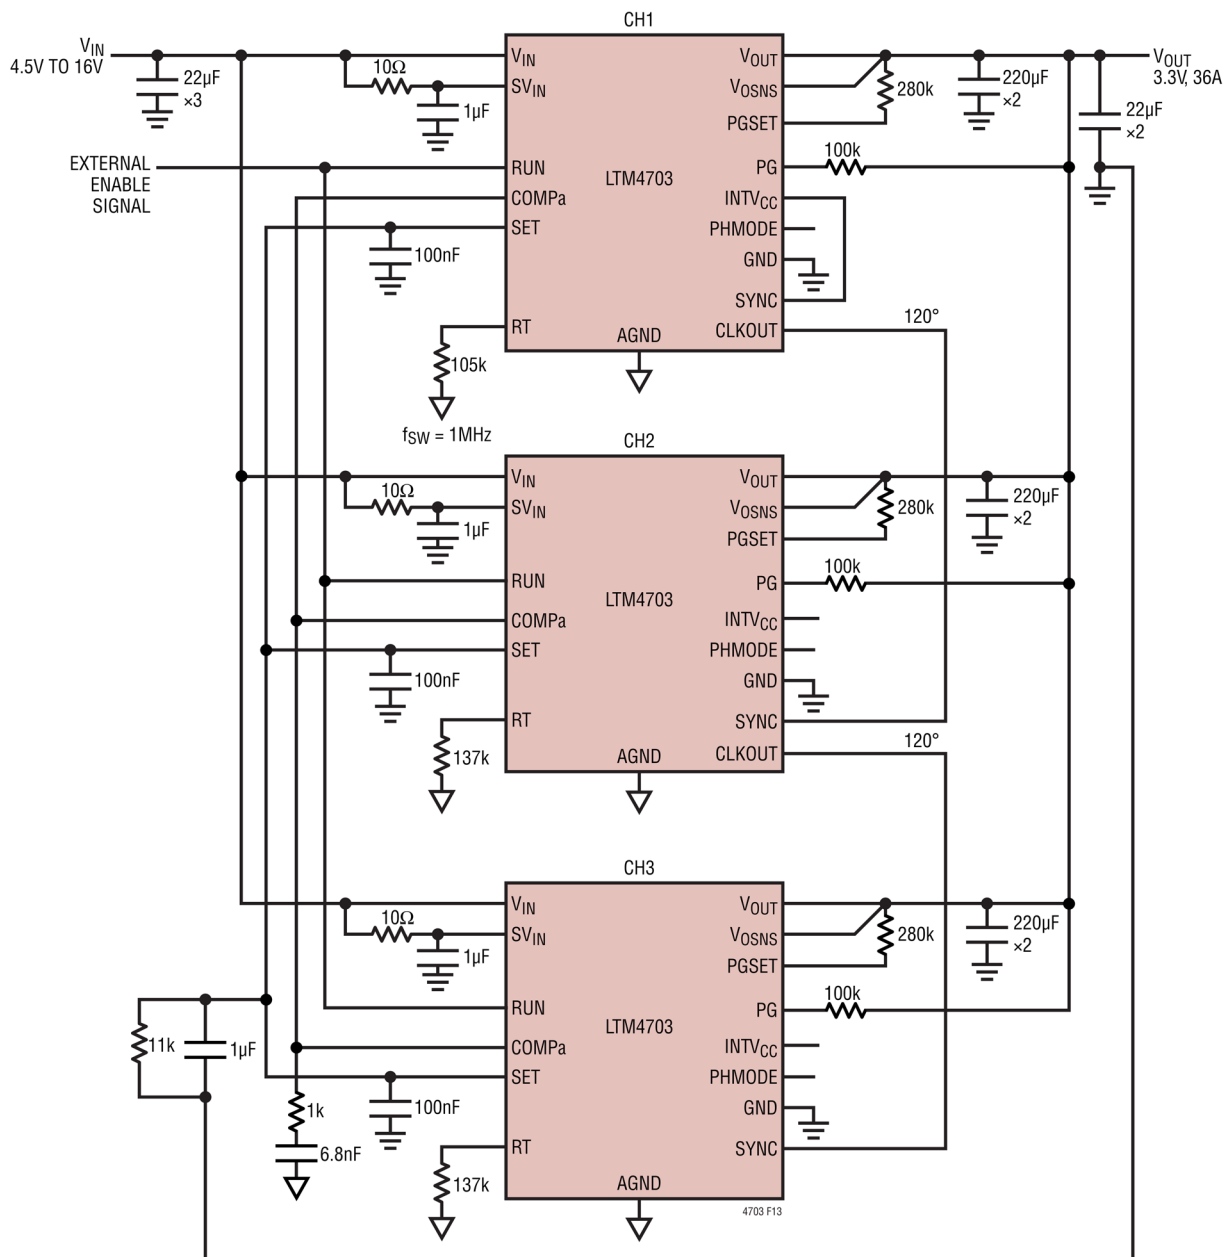 CH1
VIN
4.5V TO 16V
22µF
×3
10Ω
1µF
EXTERNAL
ENABLE
SIGNAL
100nF
105k
fSW = 1MHz
VIN
SVIN
RUN
COMPa
SET
RT
LTM4703
AGND
VOUT
VOSNS
PGSET
PG
INTVCC
PHMODE
GND
SYNC
CLKOUT
280k
220µF
×2
22µF
×2
VOUT
3.3V, 36A
100k
120°
CH2
10Ω
1µF
100nF
137k
VIN
SVIN
RUN
COMPa
SET
RT
LTM4703
AGND
VOUT
VOSNS
PGSET
PG
INTVCC
PHMODE
GND
SYNC
CLKOUT
280k
220µF
×2
100k
120°
CH3
10Ω
1µF
11k
1µF
1k
6.8nF
100nF
137k
VIN
SVIN
RUN
COMPa
SET
RT
LTM4703
AGND
VOUT
VOSNS
PGSET
PG
INTVCC
PHMODE
GND
SYNC
280k
220µF
×2
100k
4703 F13